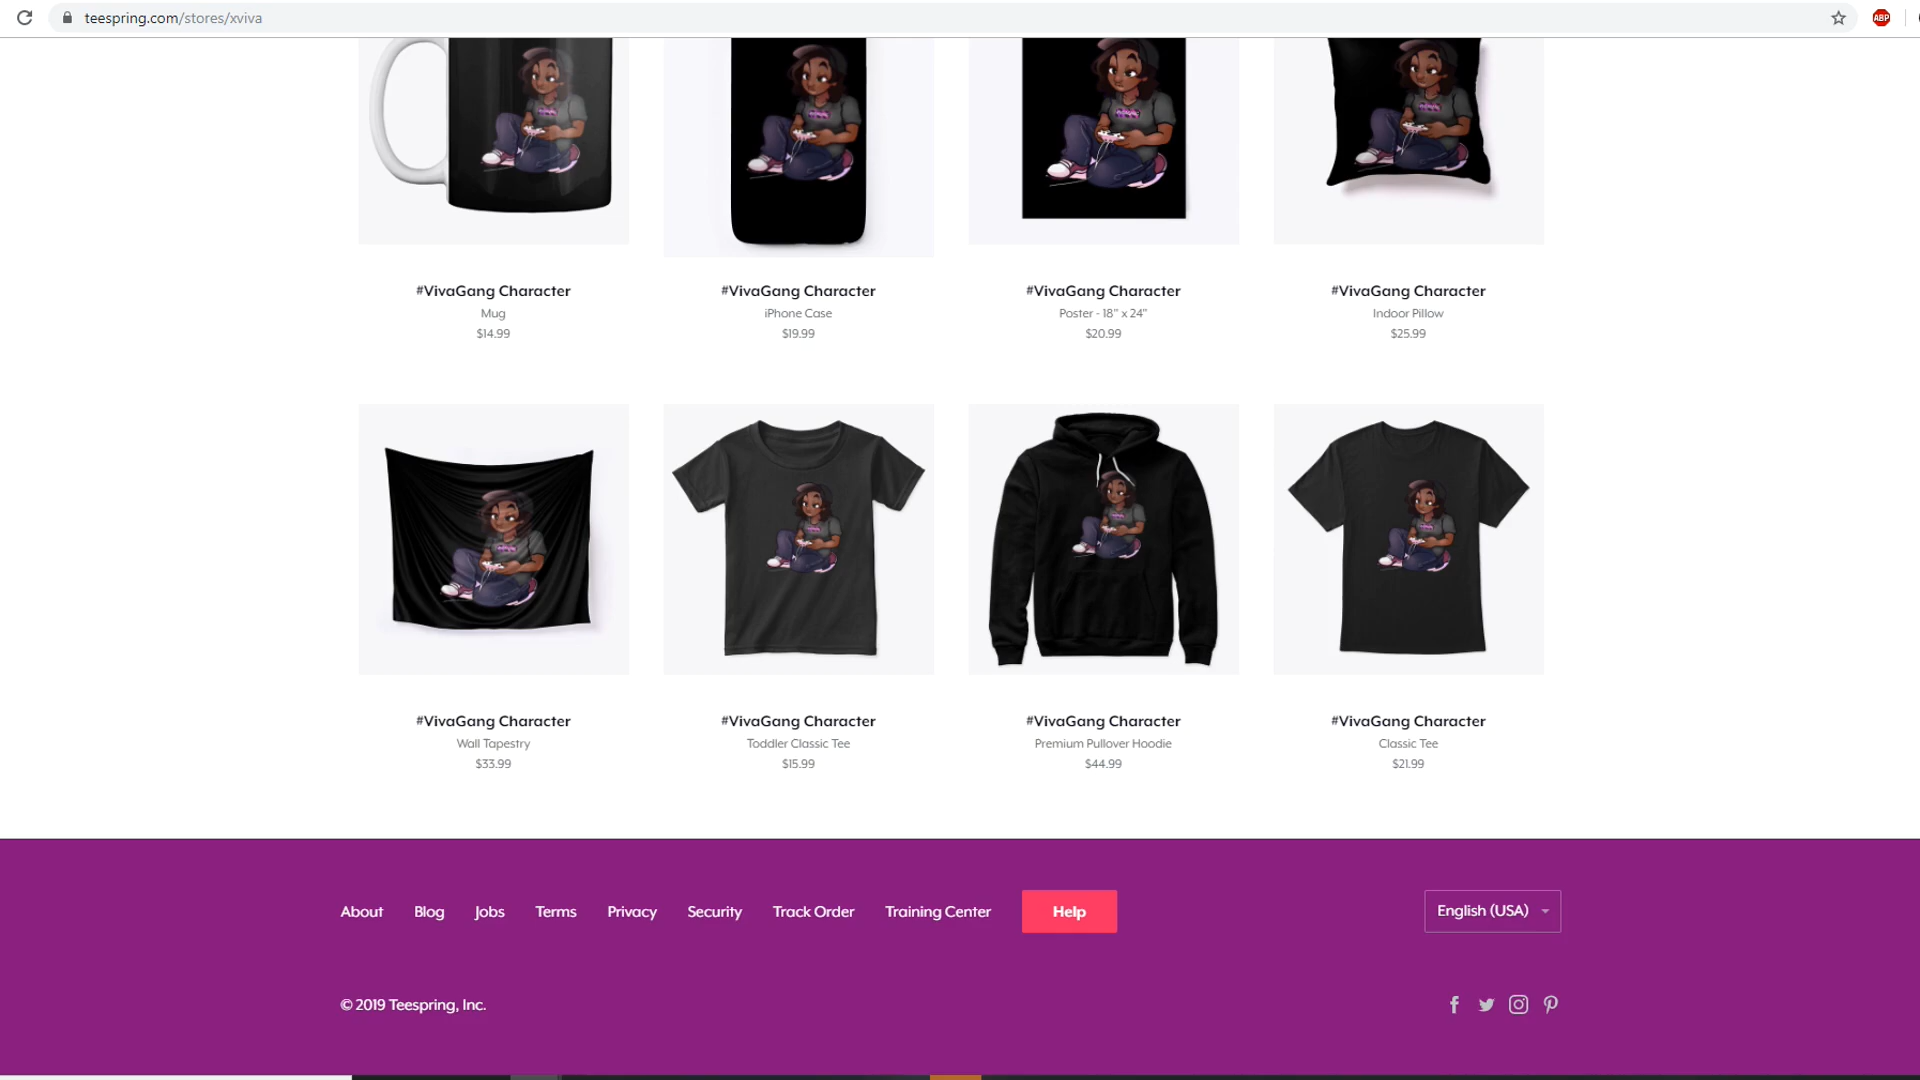 teespring.com/stores/xviva
ABP
#VivaGang Character
Mug
$14.99
#VivaGang Character
iPhone Case
$19.99
#VivaGang Character
Poster - 18" x 24"
$20.99
#VivaGang Character
Indoor Pillow
$25.99
#VivaGang Character
Wall Tapestry
$33.99
#VivaGang Character
Toddler Classic Tee
$15.99
#VivaGang Character
Premium Pullover Hoodie
$44.99
#VivaGang Character
Classic Tee
$21.99
About Blog Jobs Terms Privacy Security Track Order Training Center Help English (USA)
© 2019 Teespring, Inc.